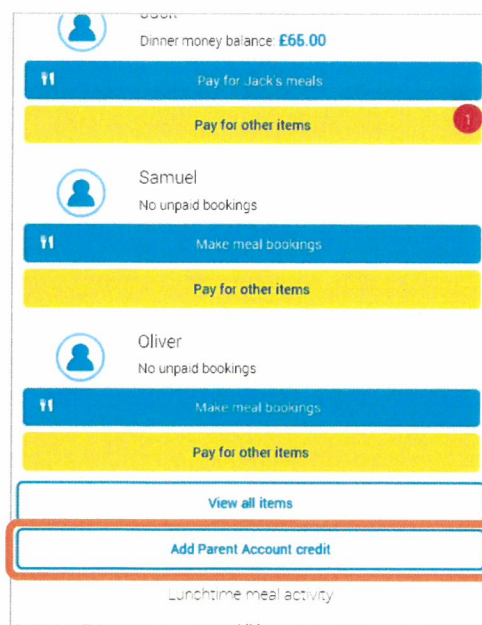 Dinner money balance: £65.00
Pay for Jack's meals
Pay for other items
1
Samuel
No unpaid bookings
Make meal bookings
Pay for other items
Oliver
No unpaid bookings
Make meal bookings
Pay for other items
View all items
Add Parent Account credit
Lunchtime meal activity